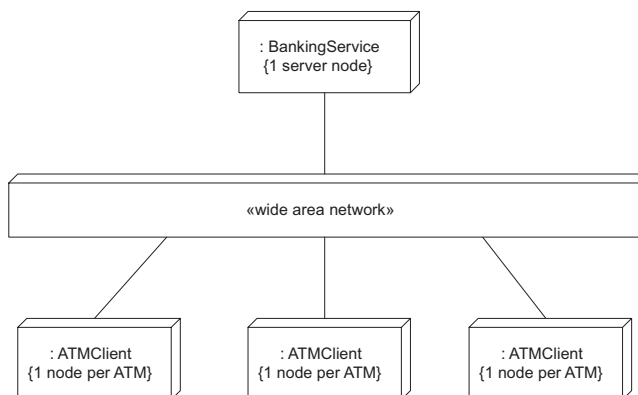 : BankingService
{1 server node}
«wide area network»
: ATMClient
{1 node per ATM}
: ATMClient
{1 node per ATM}
: ATMClient
{1 node per ATM}